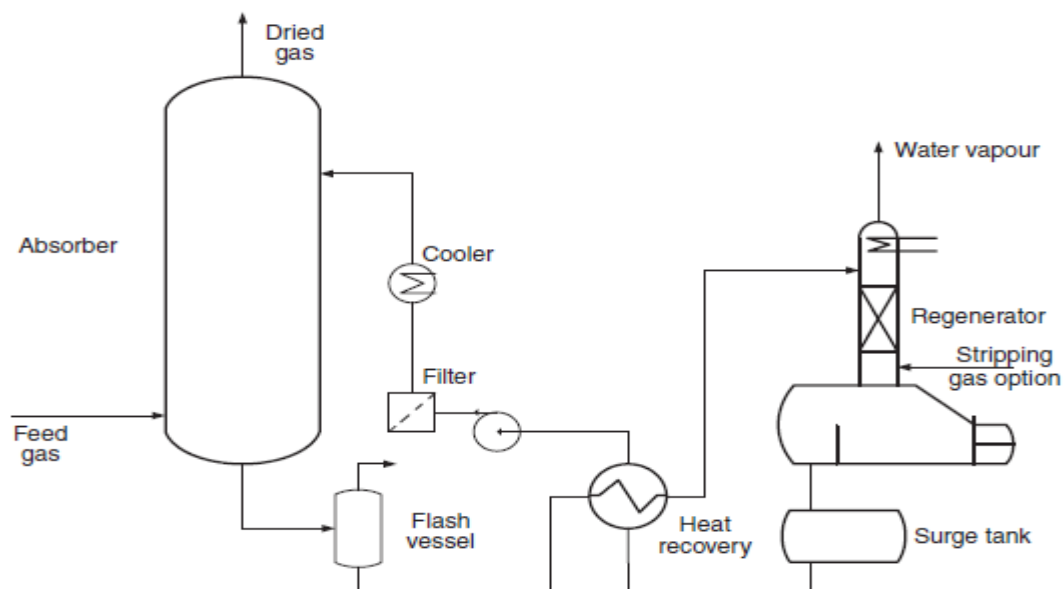 Dried
gas
Water vapour
Absorber
Cooler
Regenerator
Stripping
gas option
Filter
Feed
gas
Flash
vessel
Heat
recovery
Surge tank